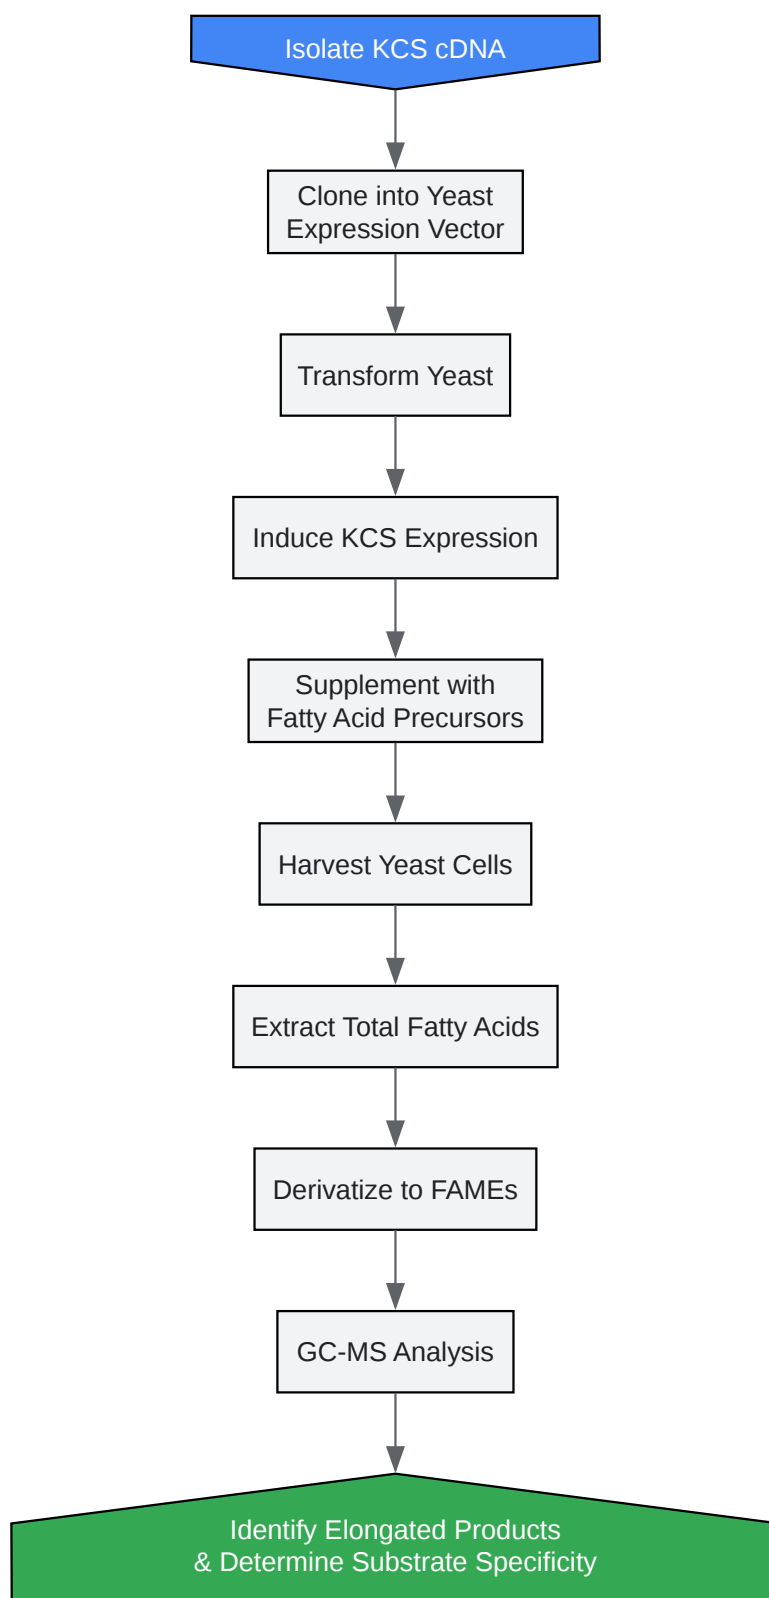 Isolate KCS cDNA
Clone into Yeast
Expression Vector
Transform Yeast
Induce KCS Expression
Supplement with
Fatty Acid Precursors
Harvest Yeast Cells
Extract Total Fatty Acids
Derivatize to FAMEs
GC-MS Analysis
Identify Elongated Products
& Determine Substrate Specificity